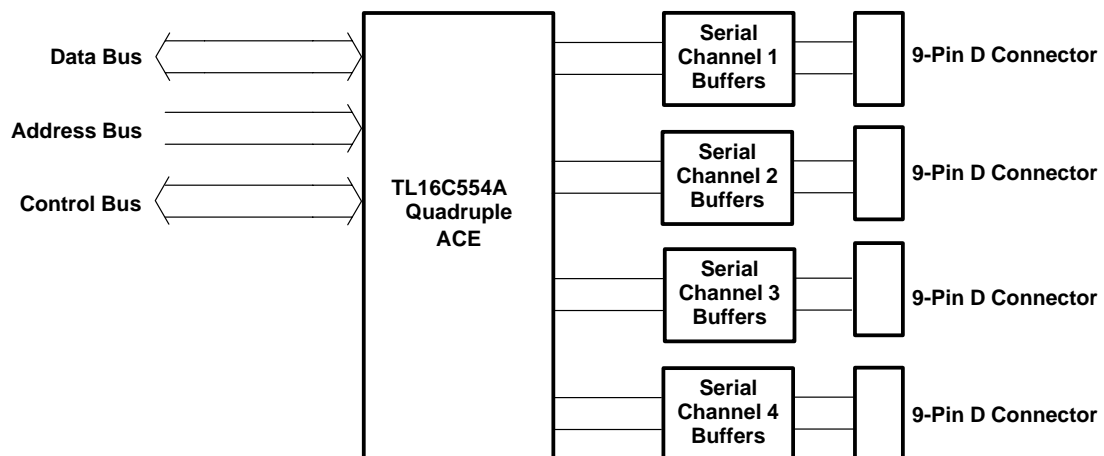 Data Bus
Address Bus
Control Bus
TL16C554A
Quadruple
ACE
Serial
Channel 1
Buffers
9-Pin D Connector
Serial
Channel 2
Buffers
9-Pin D Connector
Serial
Channel 3
Buffers
9-Pin D Connector
Serial
Channel 4
Buffers
9-Pin D Connector